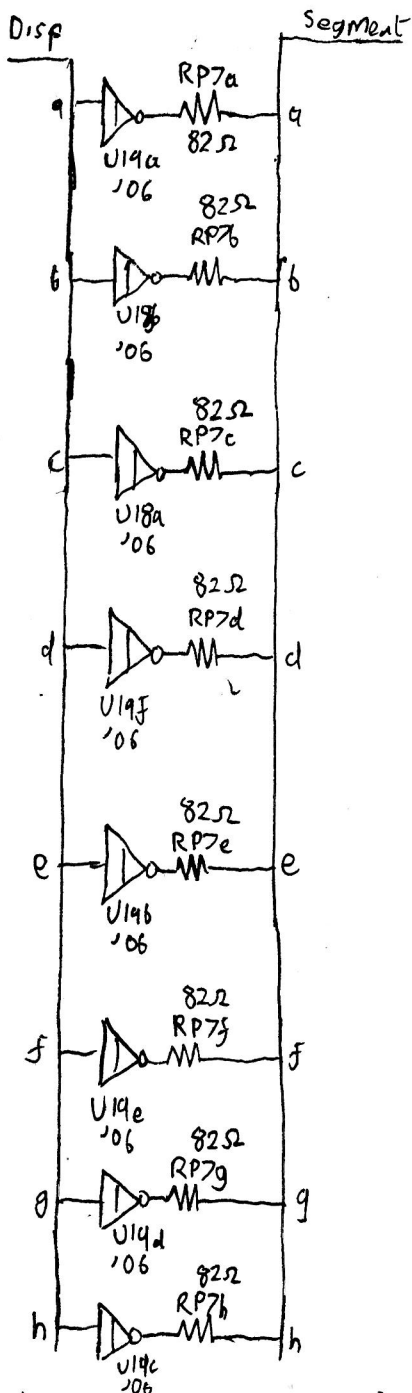 Disp
Segment
RP7a
a
a
82Ω
U19a
'06
82Ω
RP7b
b
b
U18b
'06
82Ω
RP7c
c
c
U18a
'06
82Ω
RP7d
d
d
U19f
'06
82Ω
RP7e
e
e
U19b
'06
82Ω
RP7f
f
f
U19e
'06
82Ω
RP7g
g
g
U19d
'06
82Ω
RP7h
h
h
U19c
'06